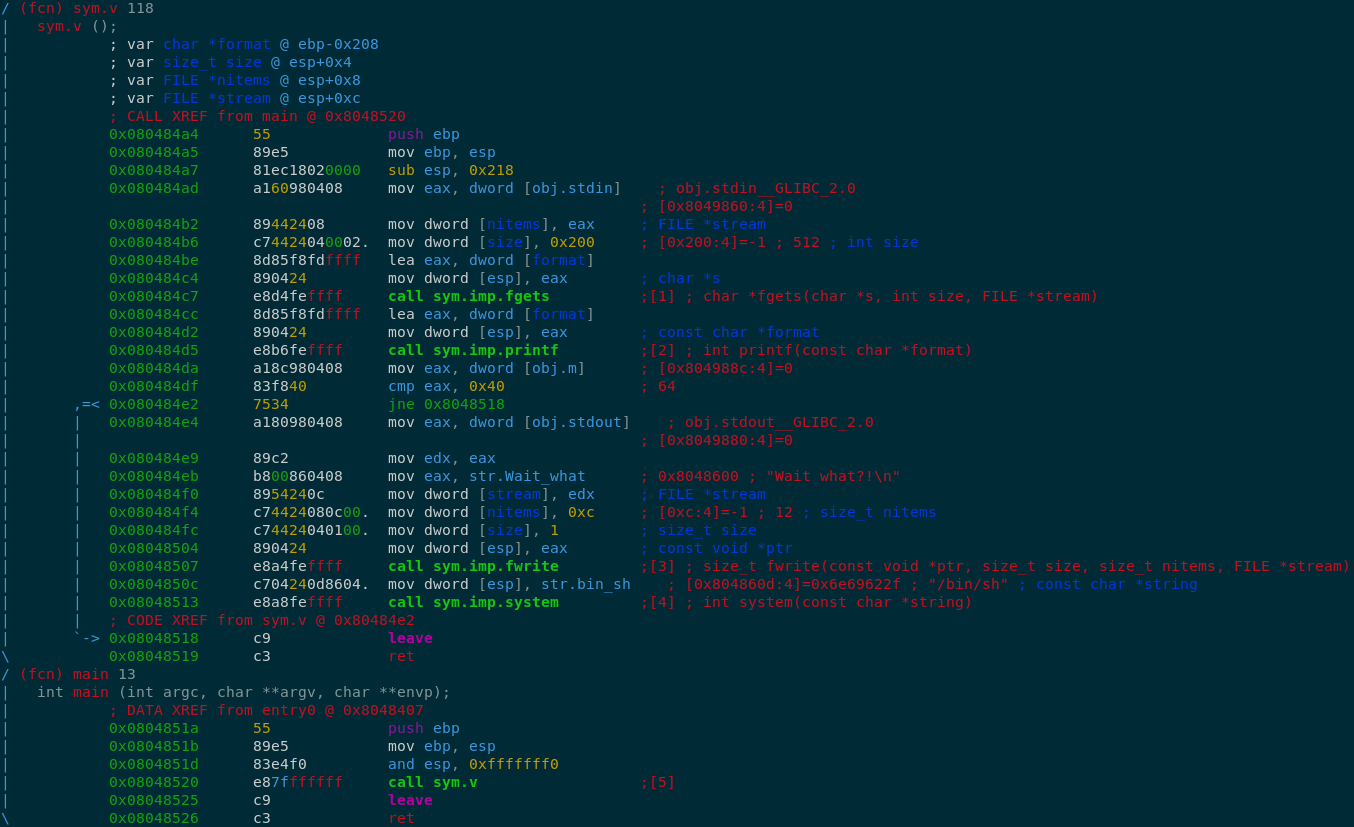 / (fcn) sym.v 118
|   sym.v ();
|           ; var char *format @ ebp-0x208
|           ; var size_t size @ esp+0x4
|           ; var FILE *nitems @ esp+0x8
|           ; var FILE *stream @ esp+0xc
|           ; CALL XREF from main @ 0x8048520
|           0x080484a4      55             push ebp
|           0x080484a5      89e5           mov ebp, esp
|           0x080484a7      81ec18020000   sub esp, 0x218
|           0x080484ad      a160980408     mov eax, dword [obj.stdin]    ; obj.stdin__GLIBC_2.0
|                                                                      ; [0x8049860:4]=0
|           0x080484b2      89442408       mov dword [nitems], eax     ; FILE *stream
|           0x080484b6      c74424040002.  mov dword [size], 0x200     ; [0x200:4]=-1 ; 512 ; int size
|           0x080484be      8d85f8fdffff   lea eax, dword [format]
|           0x080484c4      890424         mov dword [esp], eax        ; char *s
|           0x080484c7      e8d4feffff     call sym.imp.fgets          ;[1] ; char *fgets(char *s, int size, FILE *stream)
|           0x080484cc      8d85f8fdffff   lea eax, dword [format]
|           0x080484d2      890424         mov dword [esp], eax        ; const char *format
|           0x080484d5      e8b6feffff     call sym.imp.printf         ;[2] ; int printf(const char *format)
|           0x080484da      a18c980408     mov eax, dword [obj.m]      ; [0x804988c:4]=0
|           0x080484df      83f840         cmp eax, 0x40               ; 64
|       ,=< 0x080484e2      7534           jne 0x8048518
|       |   0x080484e4      a180980408     mov eax, dword [obj.stdout]    ; obj.stdout__GLIBC_2.0
|       |                                                              ; [0x8049880:4]=0
|       |   0x080484e9      89c2           mov edx, eax
|       |   0x080484eb      b800860408     mov eax, str.Wait_what      ; 0x8048600 ; "Wait what?!\n"
|       |   0x080484f0      8954240c       mov dword [stream], edx     ; FILE *stream
|       |   0x080484f4      c74424080c00.  mov dword [nitems], 0xc     ; [0xc:4]=-1 ; 12 ; size_t nitems
|       |   0x080484fc      c74424040100.  mov dword [size], 1         ; size_t size
|       |   0x08048504      890424         mov dword [esp], eax        ; const void *ptr
|       |   0x08048507      e8a4feffff     call sym.imp.fwrite         ;[3] ; size_t fwrite(const void *ptr, size_t size, size_t nitems, FILE *stream)
|       |   0x0804850c      c704240d8604.  mov dword [esp], str.bin_sh    ; [0x804860d:4]=0x6e69622f ; "/bin/sh" ; const char *string
|       |   0x08048513      e8a8feffff     call sym.imp.system         ;[4] ; int system(const char *string)
|       |   ; CODE XREF from sym.v @ 0x80484e2
|       `-> 0x08048518      c9             leave
\           0x08048519      c3             ret
/ (fcn) main 13
|   int main (int argc, char **argv, char **envp);
|           ; DATA XREF from entry0 @ 0x8048407
|           0x0804851a      55             push ebp
|           0x0804851b      89e5           mov ebp, esp
|           0x0804851d      83e4f0         and esp, 0xfffffff0
|           0x08048520      e87fffffff     call sym.v                  ;[5]
|           0x08048525      c9             leave
\           0x08048526      c3             ret